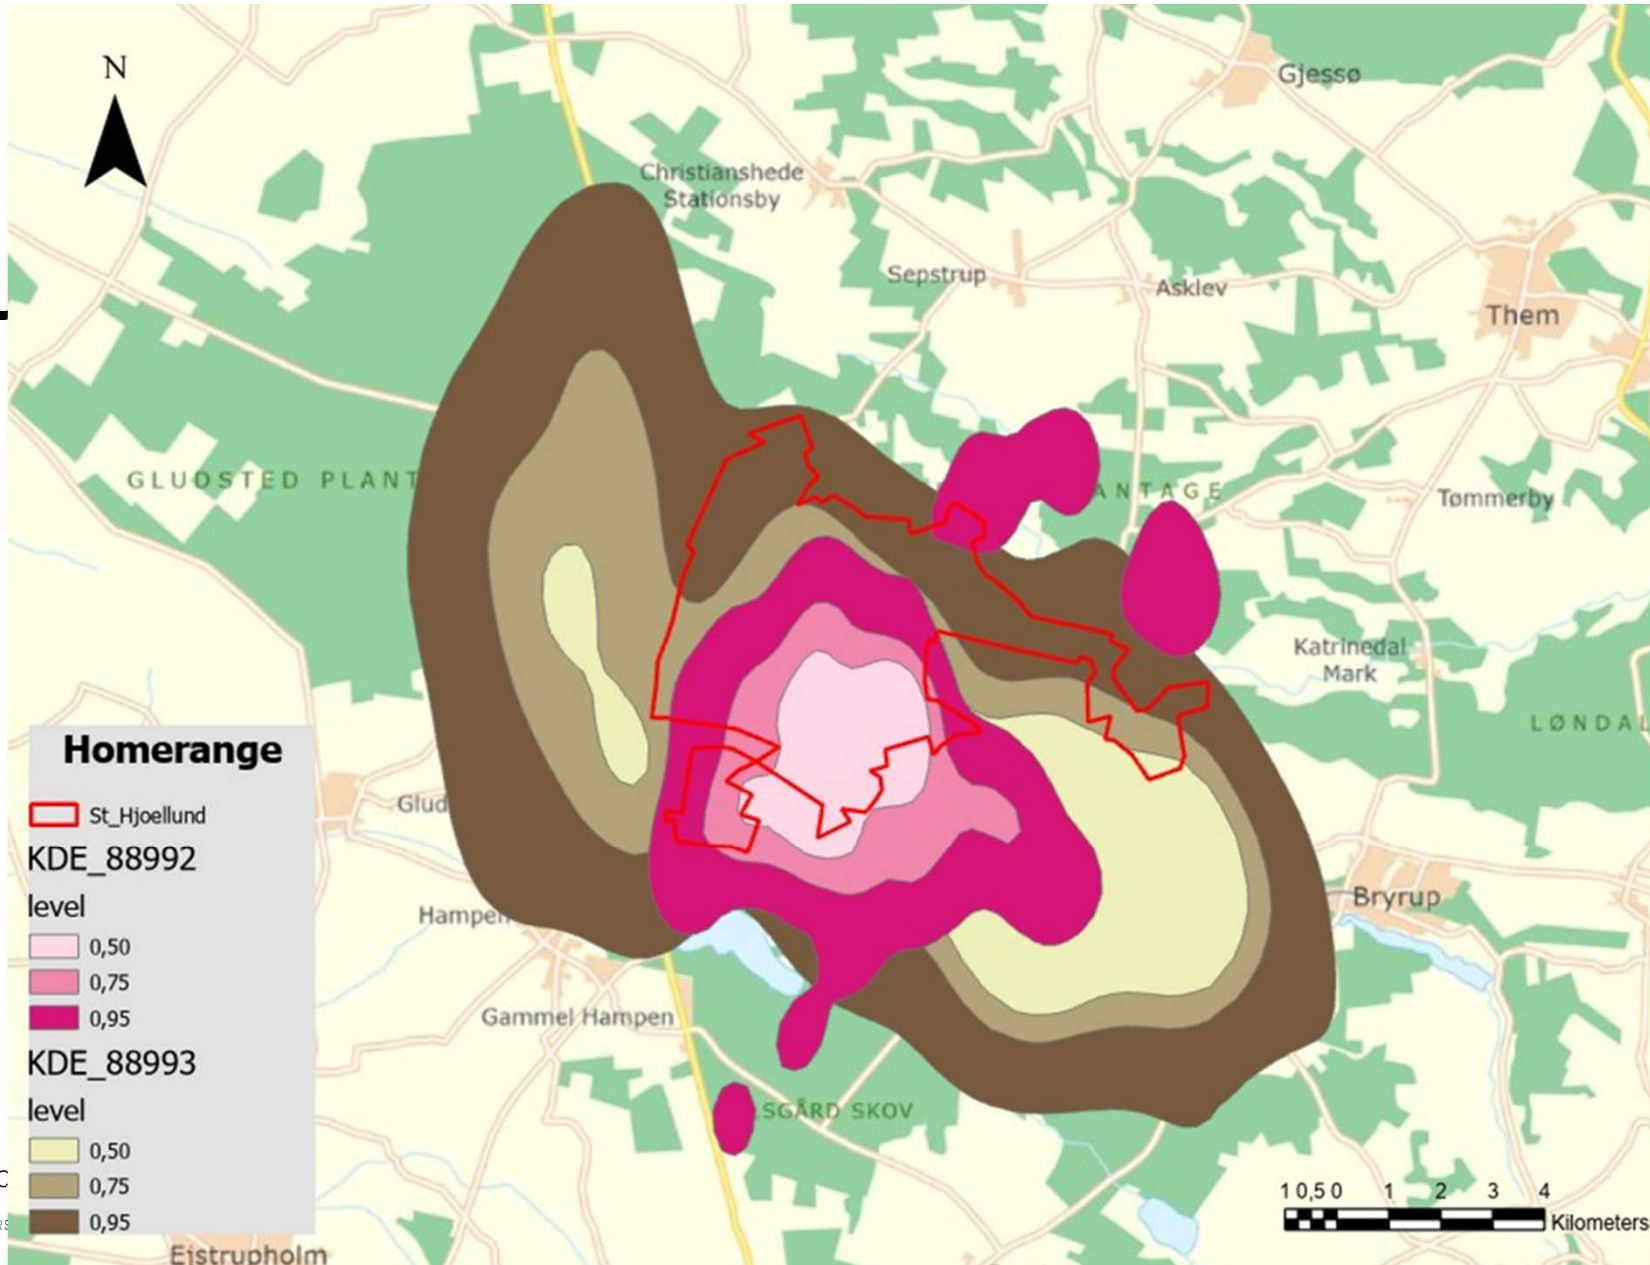 N
Gjessø
Christianshede
Stationsby
Sepstrup
Asklev
Them
GLUDSTED PLANT
ANTAGE
Tømmerby
Katrinedal
Mark
LØNDAL
Homerange
St_Hjoellund
KDE_88992
level
0,50
0,75
0,95
KDE_88993
level
0,50
0,75
0,95
Glud
Hampen
Bryrup
Gammel Hampen
LSGÅRD SKOV
1 0,5 0 1 2 3 4
Kilometers
Ejstrupholm